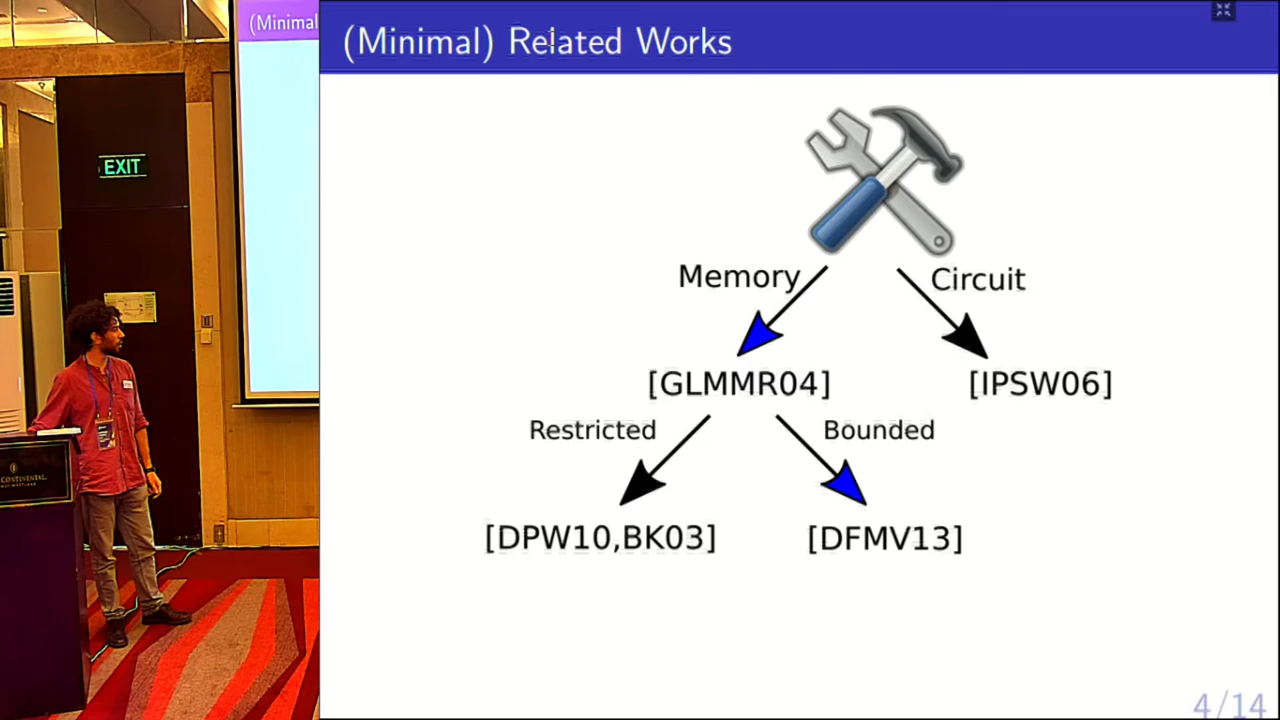 (Minimal) Related Works
(Minimal
EXIT
Memory
Circuit
[GLMMR04]
[IPSW06]
Restricted
Bounded
[DPW10,BK03]
[DFMV13]
4/14